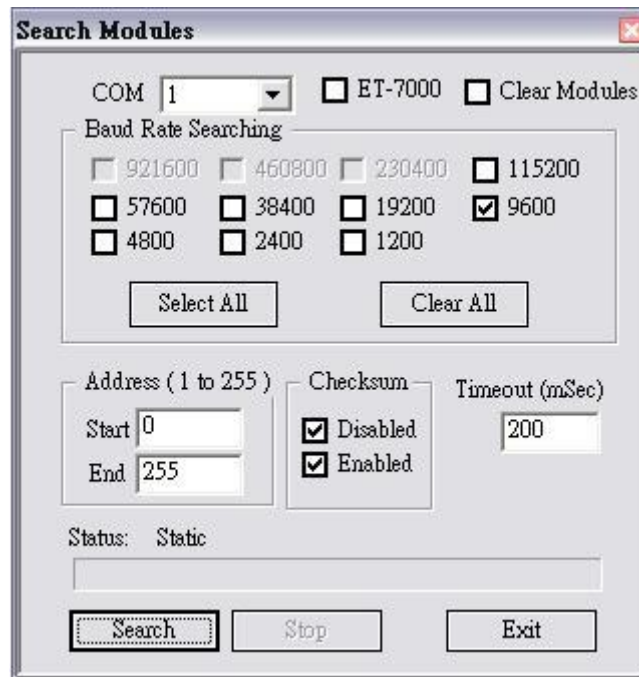 Search Modules
COM 1 ET-7000 Clear Modules
Baud Rate Searching
921600 460800 230400 115200
57600 38400 19200 9600
4800 2400 1200
Select All Clear All
Address ( 1 to 255 ) Checksum Timeout (mSec)
Start 0 Disabled 200
End 255 Enabled
Status: Static
Search Stop Exit